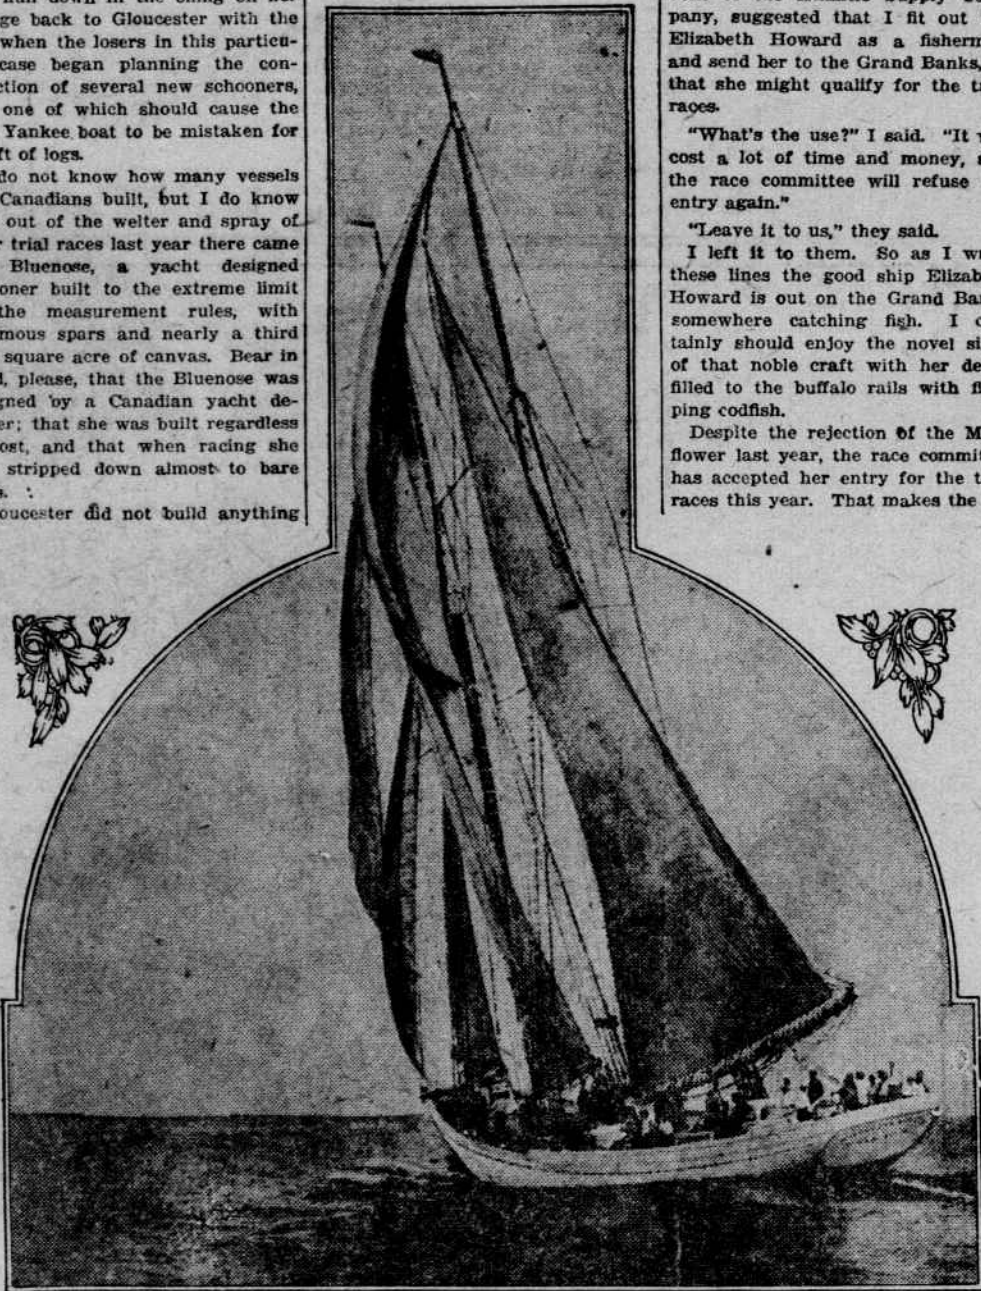 ge back to Gloucester with the
when the losers in this particu-
case began planning the con-
ction of several new schooners,
one of which should cause the
Yankee boat to be mistaken for
ft of logs.
do not know how many vessels
Canadians built, but I do know
out of the welter and spray of
r trial races last year there came
Bluenose, a yacht designed
oner built to the extreme limit
the measurement rules, with
mous spars and nearly a third
square acre of canvas. Bear in
d, please, that the Bluenose was
gned by a Canadian yacht de-
er; that she was built regardless
ost, and that when racing she
stripped down almost to bare
s.
oucester did not build anything
pany, suggested that I fit out
Elizabeth Howard as a fisherm
and send her to the Grand Banks,
that she might qualify for the t
races.
"What's the use?" I said. "It w
cost a lot of time and money, a
the race committee will refuse
entry again."
"Leave it to us," they said.
I left it to them. So as I wr
these lines the good ship Elizab
Howard is out on the Grand Ban
somewhere catching fish. I c
tainly should enjoy the novel si
of that noble craft with her de
filled to the buffalo rails with fl
ping codfish.
Despite the rejection of the M
flower last year, the race committ
has accepted her entry for the t
races this year. That makes the